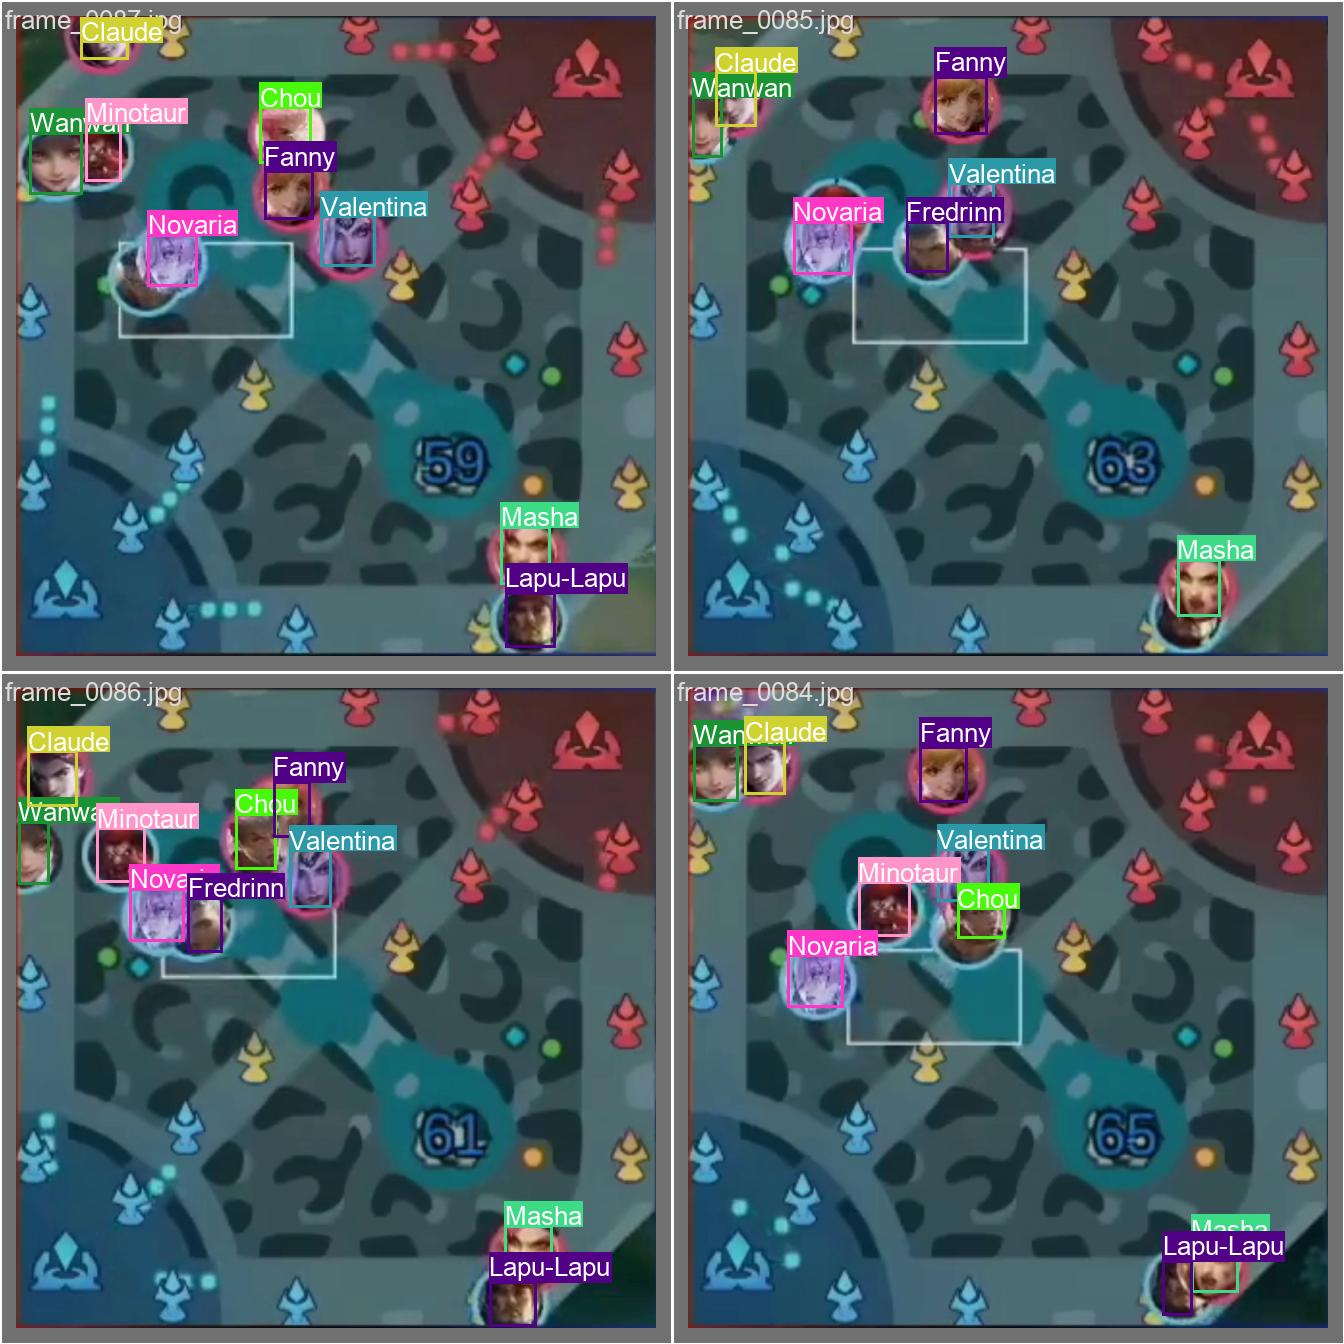 frame_0087.jpg
Claude
Chou
Minotaur
Wanwan
Fanny
Valentina
Novaria
59
Masha
Lapu-Lapu
frame_0085.jpg
Claude
Fanny
Wanwan
Valentina
Novaria
Fredrinn
63
Masha
frame_0086.jpg
Claude
Fanny
Chou
Wanwa
Minotaur
Valentina
Nova
Fredrinn
61
Masha
Lapu-Lapu
frame_0084.jpg
Wan
Claude
Fanny
Valentina
Minotaur
Chou
Novaria
65
Masha
Lapu-Lapu